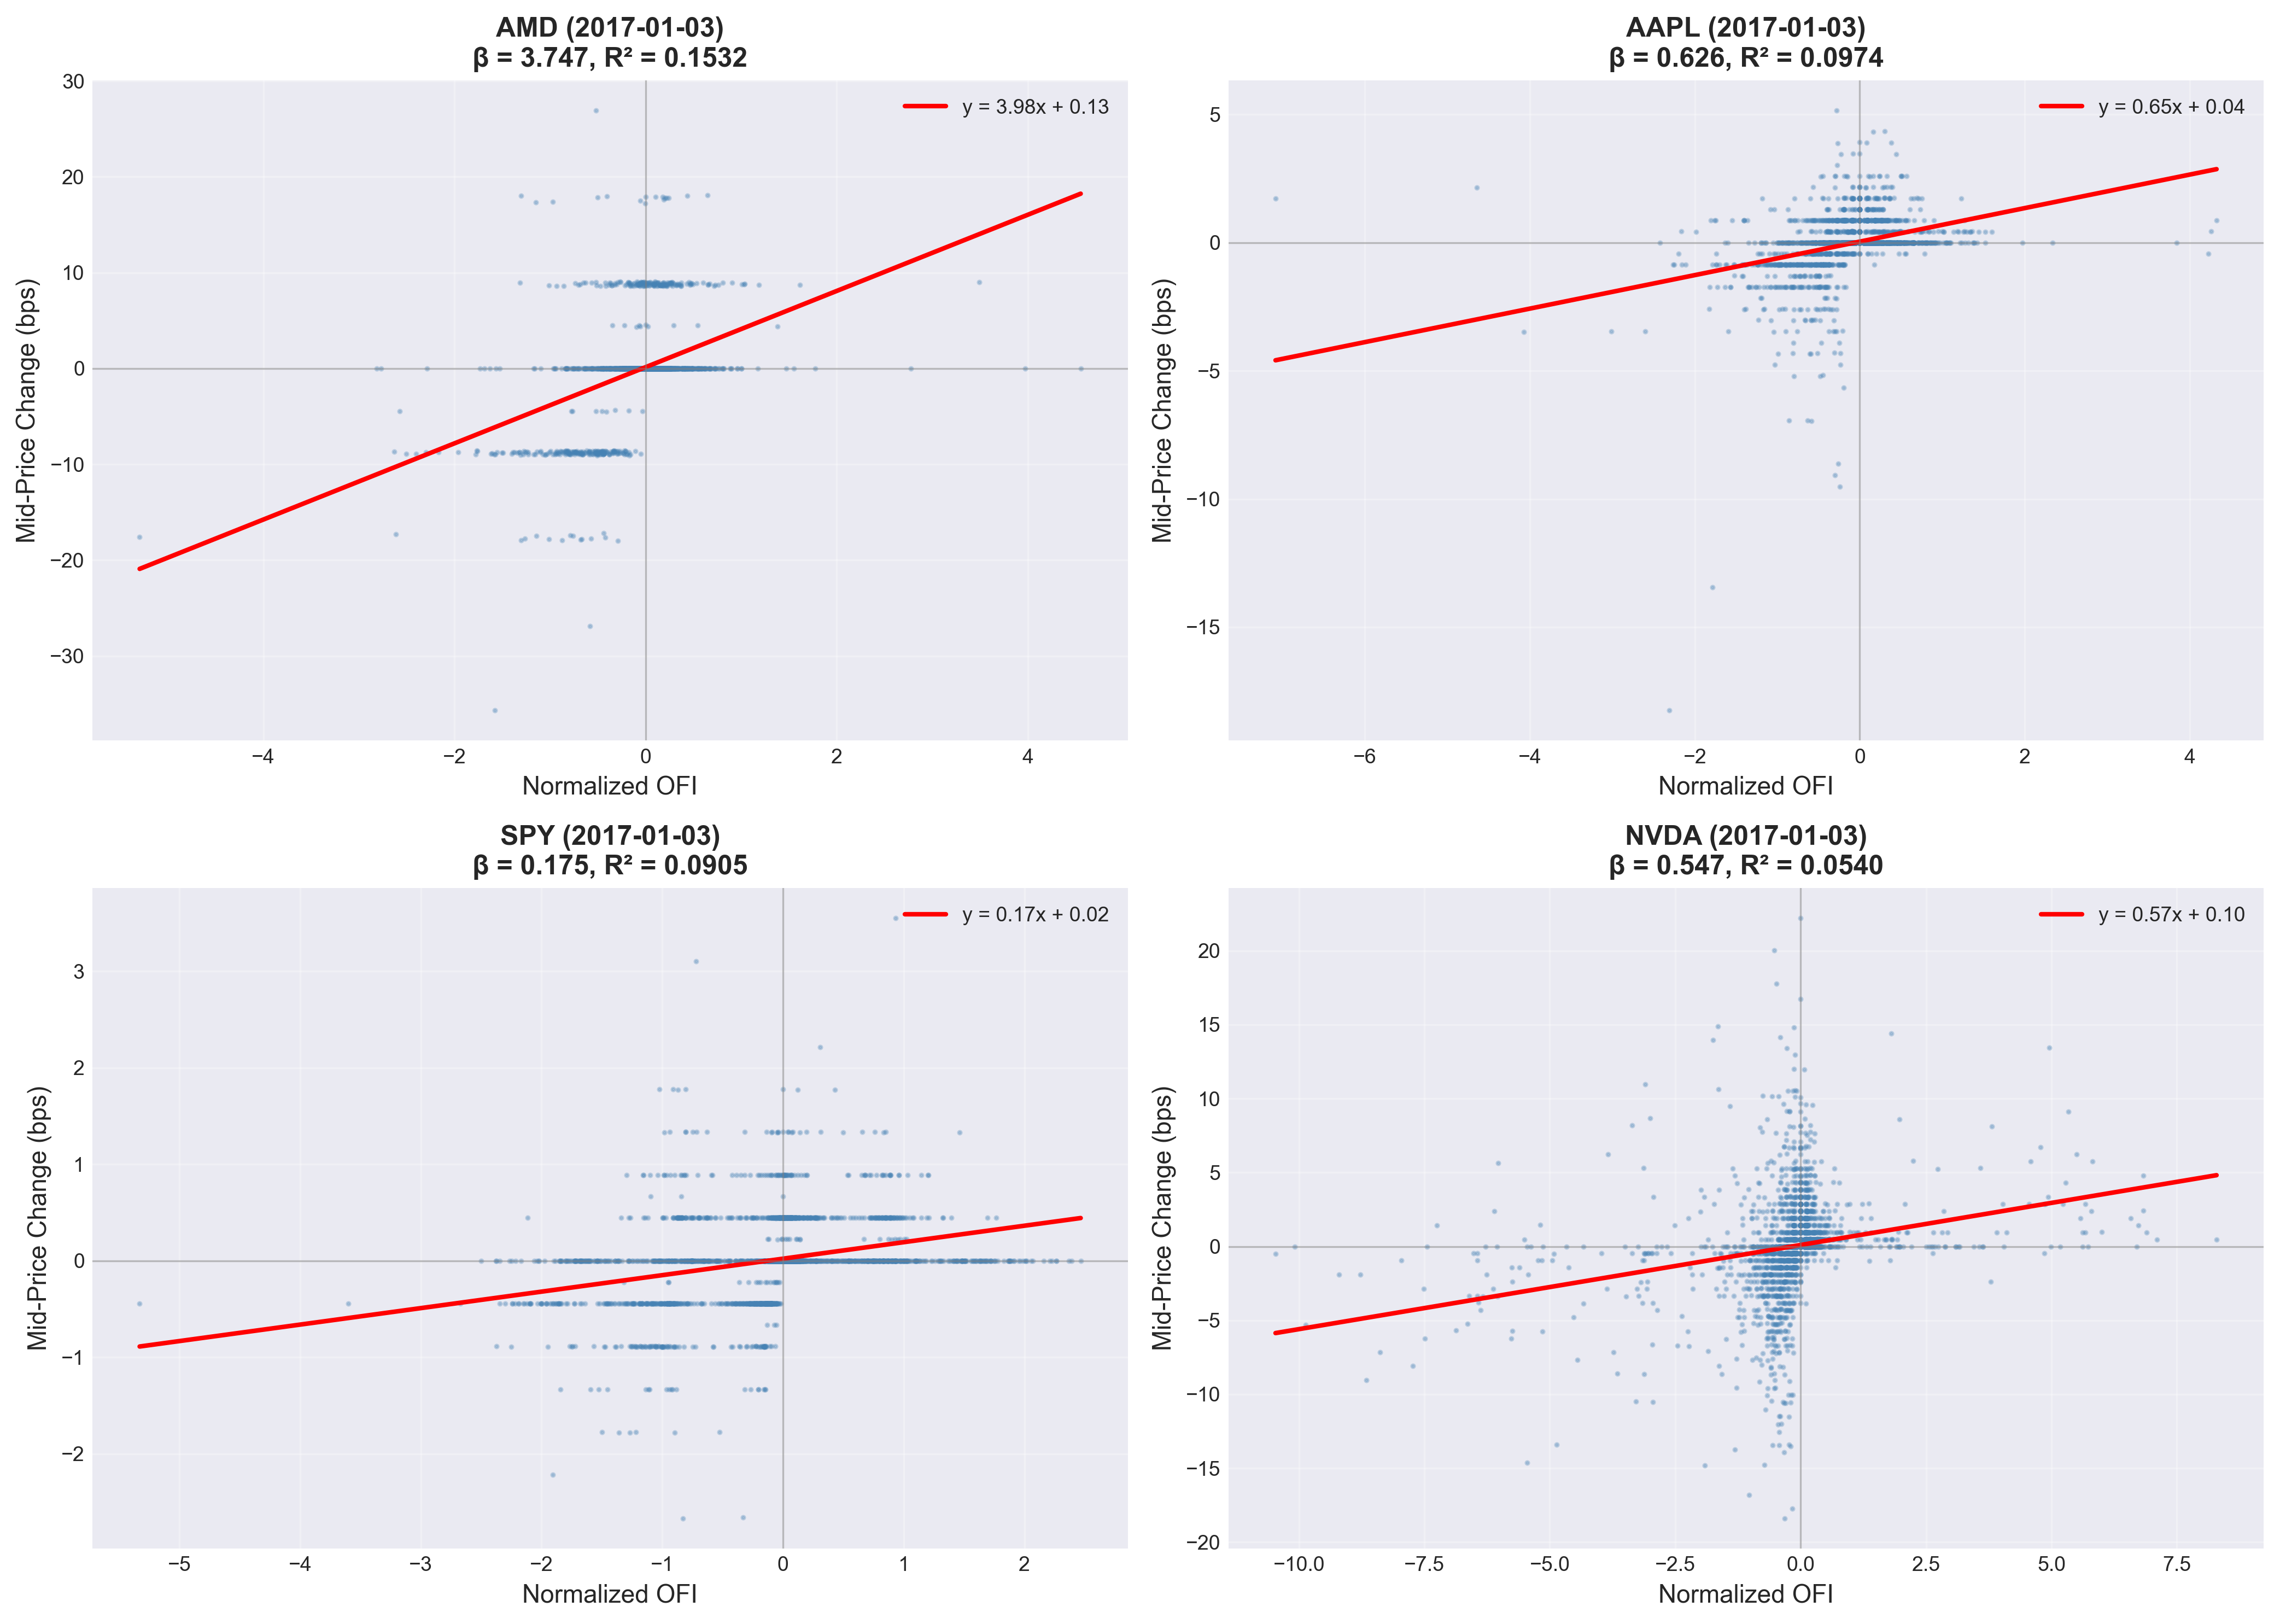 AMD (2017-01-03)
β = 3.747, R² = 0.1532
y = 3.98x + 0.13
30
20
10
0
−10
−20
−30
Mid-Price Change (bps)
−4
−2
0
2
4
Normalized OFI
AAPL (2017-01-03)
β = 0.626, R² = 0.0974
y = 0.65x + 0.04
5
0
−5
−10
−15
Mid-Price Change (bps)
−6
−4
−2
0
2
4
Normalized OFI
SPY (2017-01-03)
β = 0.175, R² = 0.0905
y = 0.17x + 0.02
3
2
1
0
−1
−2
Mid-Price Change (bps)
−5
−4
−3
−2
−1
0
1
2
Normalized OFI
NVDA (2017-01-03)
β = 0.547, R² = 0.0540
y = 0.57x + 0.10
20
15
10
5
0
−5
−10
−15
−20
Mid-Price Change (bps)
−10.0
−7.5
−5.0
−2.5
0.0
2.5
5.0
7.5
Normalized OFI